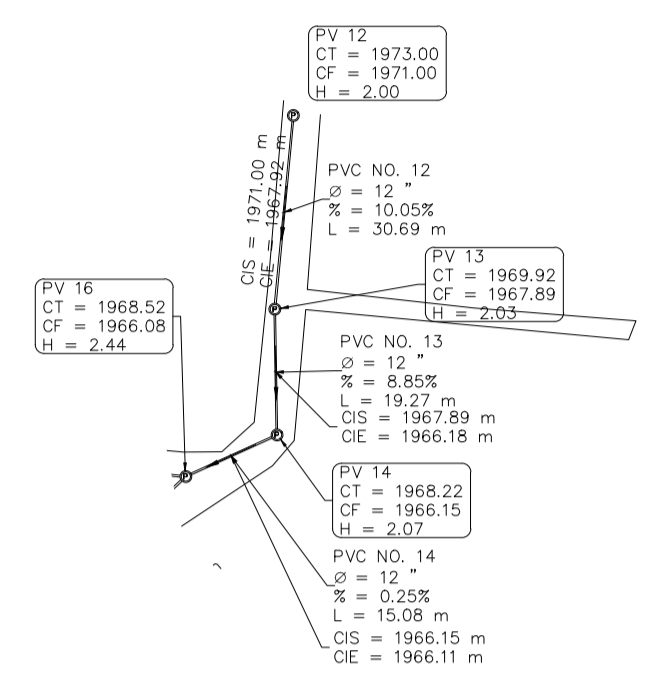 PV 12
CT = 1973.00
CF = 1971.00
H = 2.00
P
CIS = 1971.00 m
CIE = 1967.92 m
PVC NO. 12
Ø = 12 "
% = 10.05%
L = 30.69 m
PV 13
CT = 1969.92
CF = 1967.89
H = 2.03
PV 16
CT = 1968.52
CF = 1966.08
H = 2.44
P
PVC NO. 13
Ø = 12 "
% = 8.85%
L = 19.27 m
CIS = 1967.89 m
CIE = 1966.18 m
P
PV 14
CT = 1968.22
CF = 1966.15
H = 2.07
P
PVC NO. 14
Ø = 12 "
% = 0.25%
L = 15.08 m
CIS = 1966.15 m
CIE = 1966.11 m